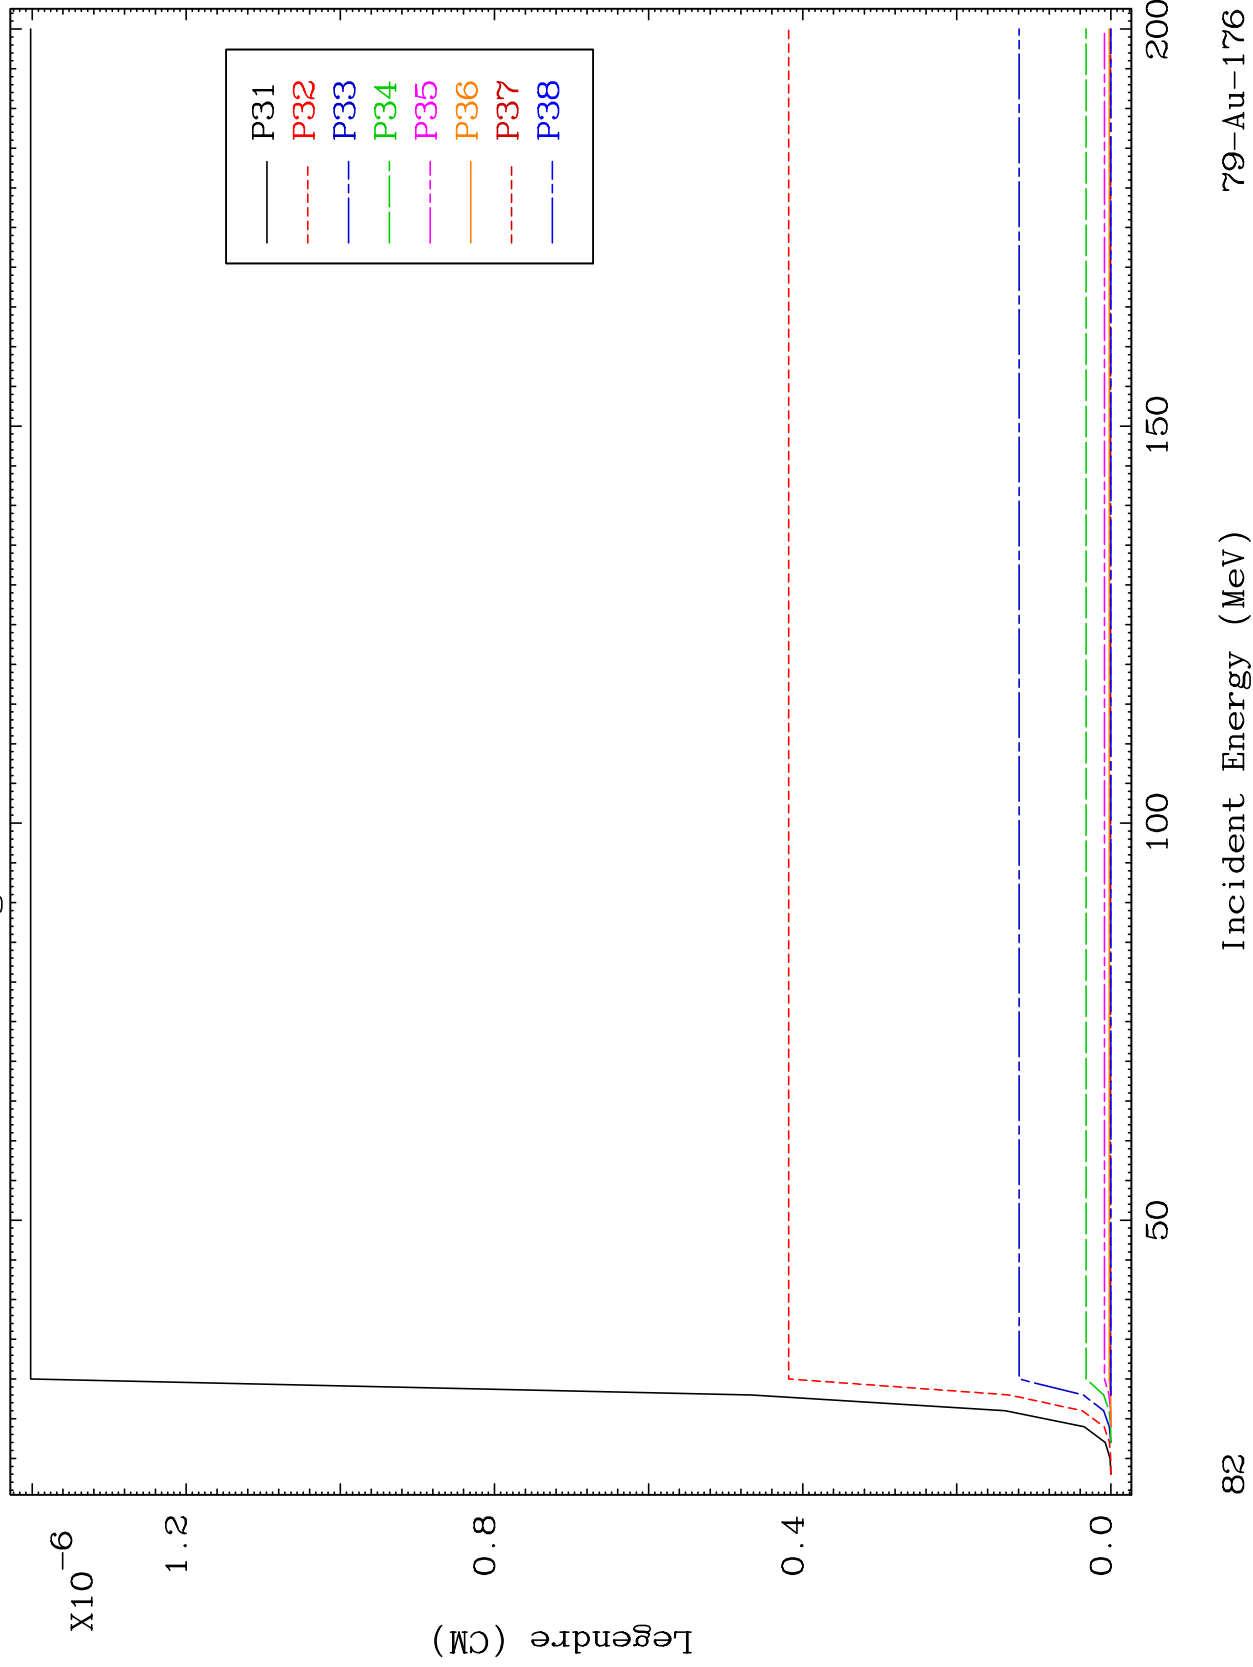 X10-6
1.2
0.8
0.4
0.0
Legendre (CM)
P31
P32
P33
P34
P35
P36
P37
P38
50
100
150
200
82
Incident Energy (MeV)
79-Au-176